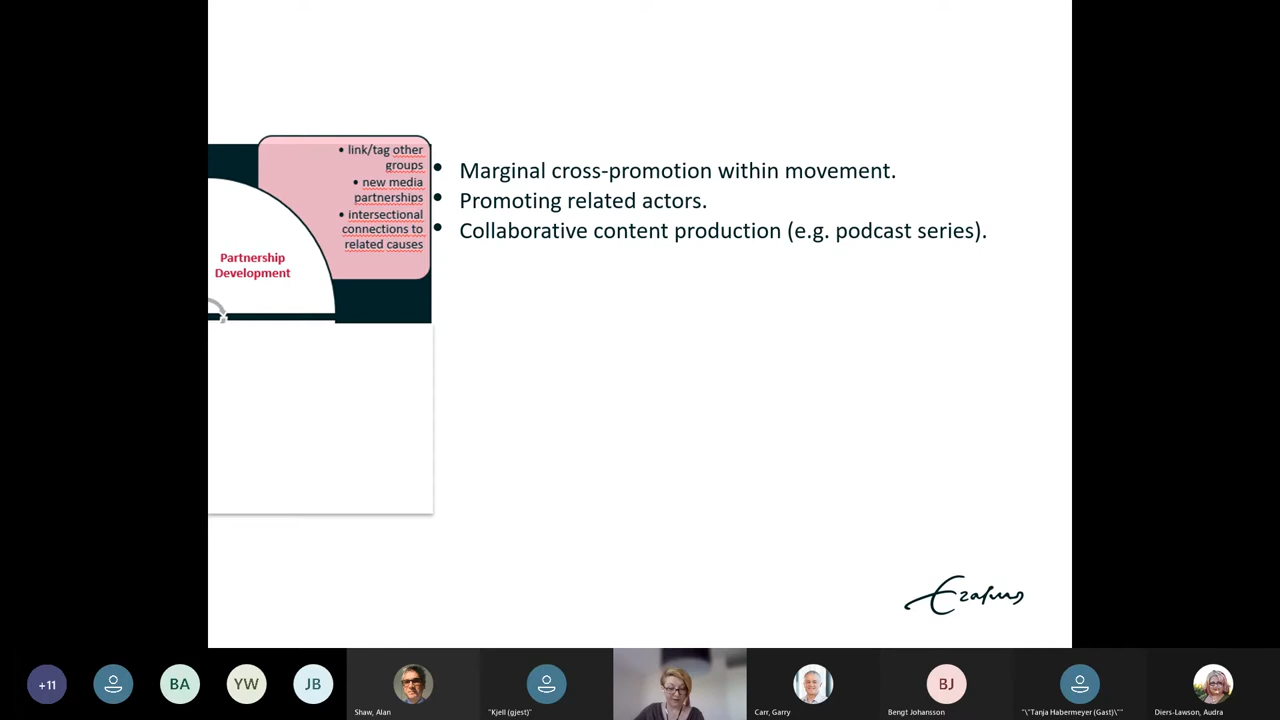 • link/tag other
groups
• new media
partnerships
• intersectional
connections to
related causes
Partnership
Development
• Marginal cross-promotion within movement.
• Promoting related actors.
• Collaborative content production (e.g. podcast series).
Erasmus
+11
BA
YW
JB
Shaw, Alan
"Kjell (gjest)"
Carr, Garry
BJ
Bengt Johansson
"\"Tanja Habermeyer (Gast)\""
Diers-Lawson, Audra